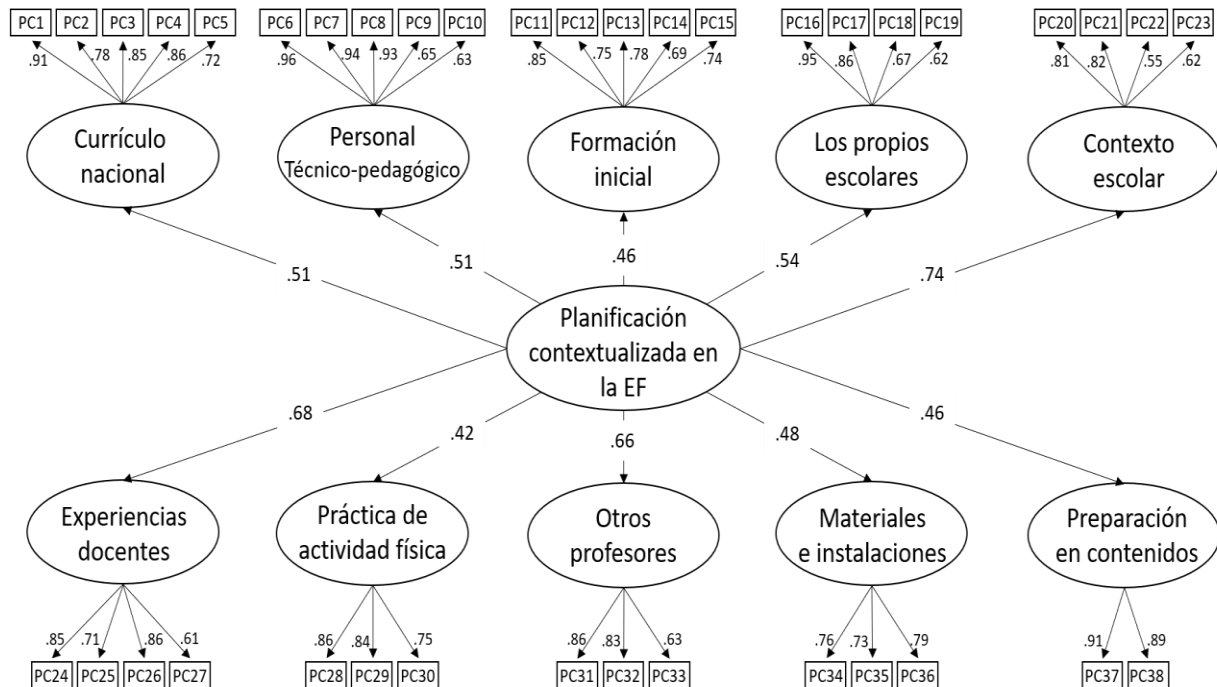 PC1 PC2 PC3 PC4 PC5 PC6 PC7 PC8 PC9 PC10 PC11 PC12 PC13 PC14 PC15 PC16 PC17 PC18 PC19 PC20 PC21 PC22 PC23
.91 .78 .85 .86 .72 .96 .94 .93 .65 .63 .85 .75 .78 .69 .74 .95 .86 .67 .62 .81 .82 .55 .62
Currículo
nacional
Personal
Técnico-pedagógico
Formación
inicial
Los propios
escolares
Contexto
escolar
.51 .51 .46 .54 .74
Planificación
contextualizada en
la EF
.68 .42 .66 .48 .46
Experiencias
docentes
Práctica de
actividad física
Otros
profesores
Materiales
e instalaciones
Preparación
en contenidos
.85 .71 .86 .61 .86 .84 .75 .86 .83 .63 .76 .73 .79 .91 .89
PC24 PC25 PC26 PC27 PC28 PC29 PC30 PC31 PC32 PC33 PC34 PC35 PC36 PC37 PC38